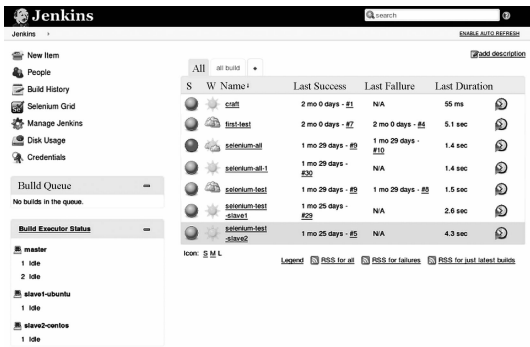 Jenkins
search
Jenkins
ENABLE AUTO REFRESH
New Item
People
Build History
Selenium Grid
Manage Jenkins
Disk Usage
Credentials
add description
All
all build
+
S W Name↓ Last Success Last Fallure Last Duration
craft 2 mo 0 days - #1 N/A 55 ms
first-test 2 mo 0 days - #7 2 mo 0 days - #4 5.1 sec
selenium-all 1 mo 29 days - #9 1 mo 29 days - #10 1.4 sec
selenium-all-1 1 mo 29 days - #30 N/A 1.4 sec
selenium-test 1 mo 29 days - #9 1 mo 29 days - #8 1.5 sec
selenium-test-slave1 1 mo 25 days - #29 N/A 2.6 sec
selenium-test-slave2 1 mo 25 days - #5 N/A 4.3 sec
Icon: S M L
Legend RSS for all RSS for failures RSS for just latest builds
Build Queue
No builds in the queue.
Build Executor Status
master
1 Idle
2 Idle
slave1-ubuntu
1 Idle
slave2-centos
1 Idle